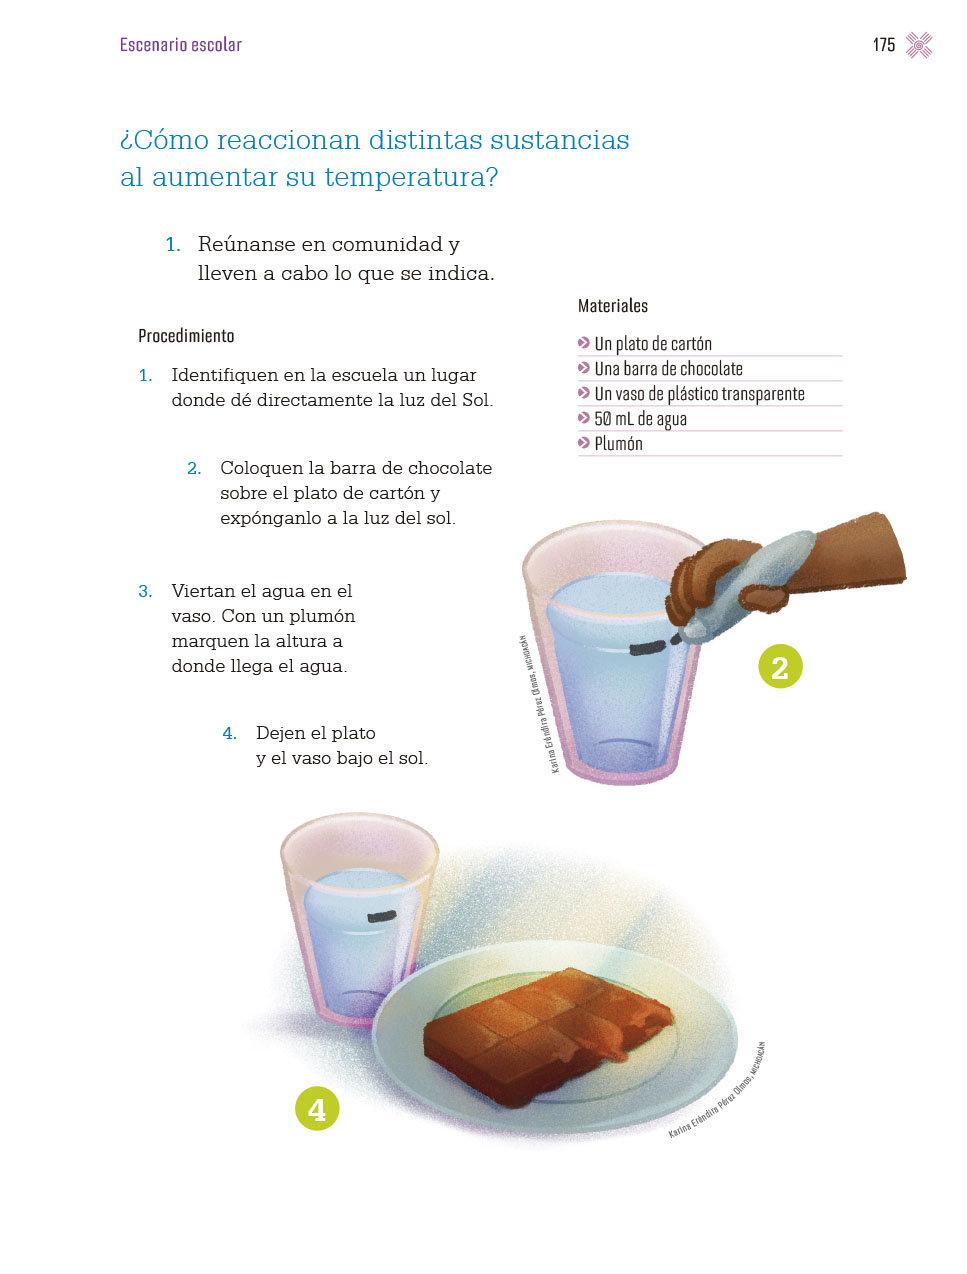 Escenario escolar
175
¿Cómo reaccionan distintas sustancias
al aumentar su temperatura?
1. Reúnanse en comunidad y
lleven a cabo lo que se indica.
Materiales
Un plato de cartón
Una barra de chocolate
Un vaso de plástico transparente
50 mL de agua
Plumón
Procedimiento
1. Identifiquen en la escuela un lugar
donde dé directamente la luz del Sol.
2. Coloquen la barra de chocolate
sobre el plato de cartón y
expónganlo a la luz del sol.
3. Viertan el agua en el
vaso. Con un plumón
marquen la altura a
donde llega el agua.
4. Dejen el plato
y el vaso bajo el sol.
Karina Eréndira Pérez Olmos, MICHOACÁN
2
4
Karina Eréndira Pérez Olmos, MICHOACÁN